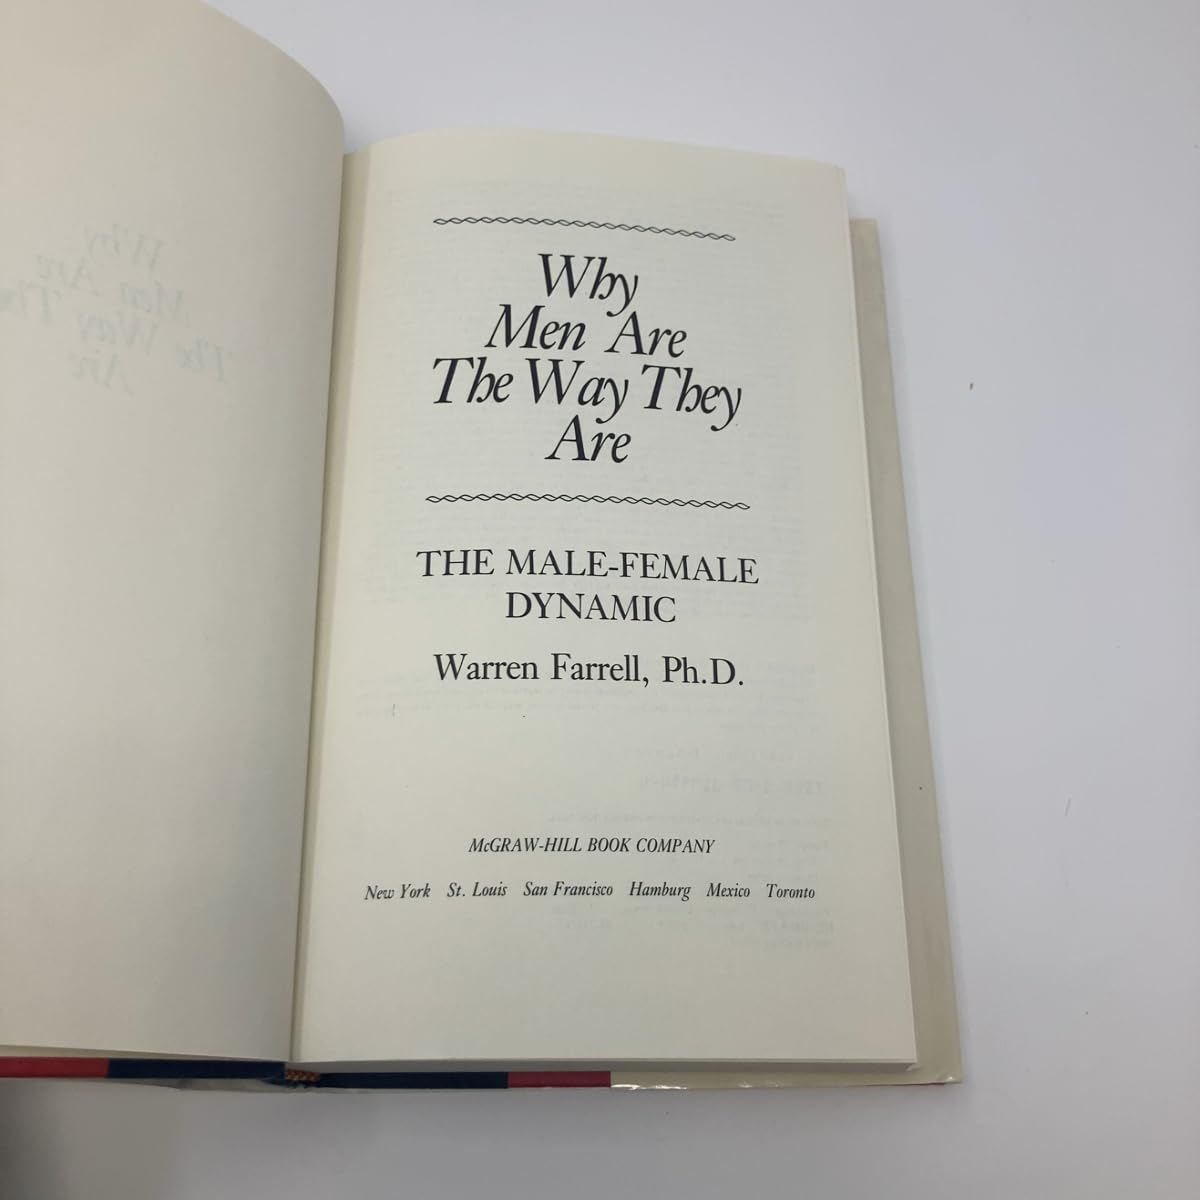 Why
Men Are
The Way They
Are
THE MALE-FEMALE
DYNAMIC
Warren Farrell, Ph.D.
McGRAW-HILL BOOK COMPANY
New York St. Louis San Francisco Hamburg Mexico Toronto